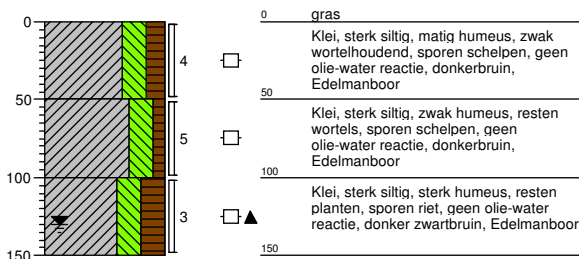 0
0 gras
4
Klei, sterk siltig, matig humeus, zwak
wortelhoudend, sporen schelpen, geen
olie-water reactie, donkerbruin,
Edelmanboor
50
50
5
Klei, sterk siltig, zwak humeus, resten
wortels, sporen schelpen, geen
olie-water reactie, donkerbruin,
Edelmanboor
100
100
3
Klei, sterk siltig, sterk humeus, resten
planten, sporen riet, geen olie-water
reactie, donker zwartbruin, Edelmanboor
150
150